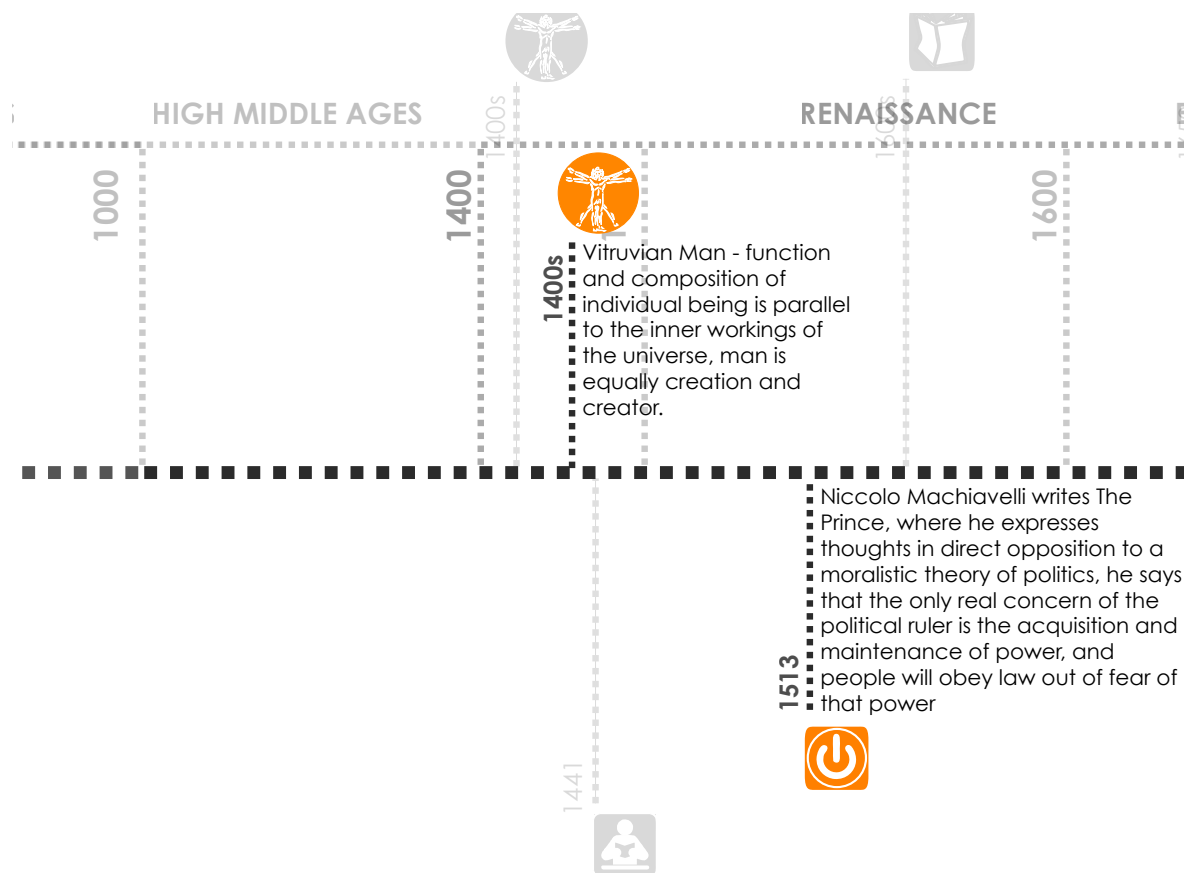 HIGH MIDDLE AGES
RENAISSANCE
1400s
1600s
1000
1400
1600
1400s
Vitruvian Man - function
and composition of
individual being is parallel
to the inner workings of
the universe, man is
equally creation and
creator.
Niccolo Machiavelli writes The
Prince, where he expresses
thoughts in direct opposition to a
moralistic theory of politics, he says
that the only real concern of the
political ruler is the acquisition and
maintenance of power, and
people will obey law out of fear of
that power
1513
1441